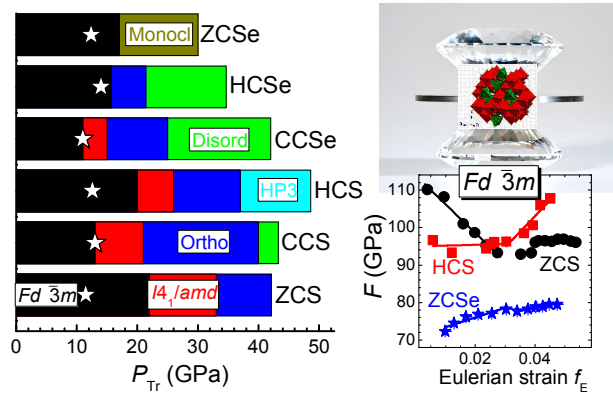 Monocl ZCSe
HCSe
Disord CCSe
HP3 HCS
Ortho CCS
Fd 3̄m I4₁/amd ZCS
0 10 20 30 40 50
P_Tr (GPa)
Fd 3̄m
110
100
90
80
70
F (GPa)
HCS ZCS
ZCSe
0.02 0.04
Eulerian strain f_E